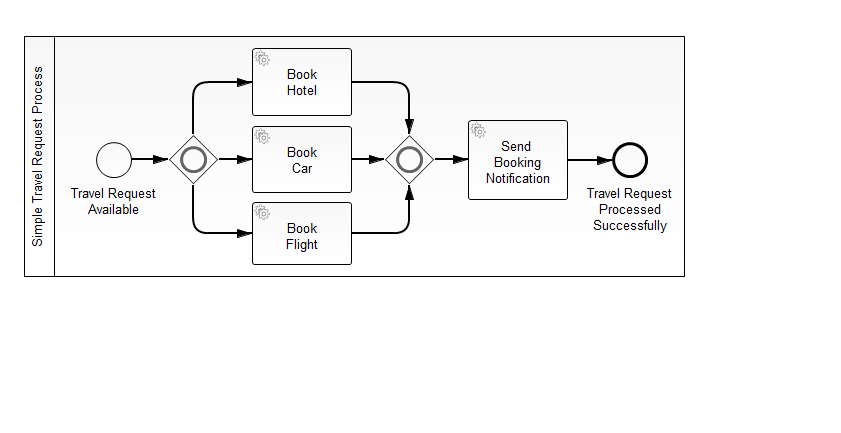 Simple Travel Request Process
Travel Request
Available
Book
Hotel
Book
Car
Book
Flight
Send
Booking
Notification
Travel Request
Processed
Successfully